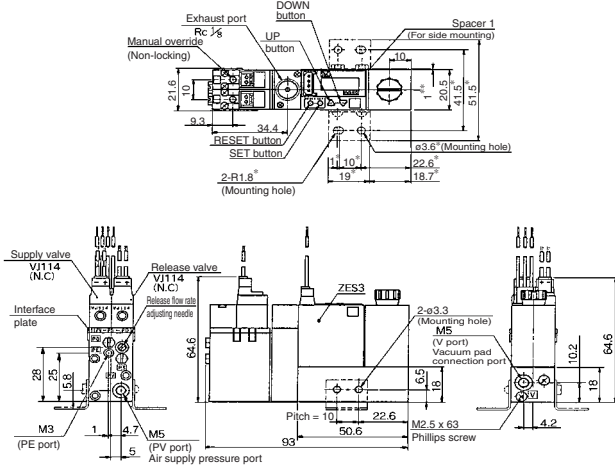 DOWN
button
Exhaust port
Rc 1/8
UP
button
Spacer 1
(For side mounting)
Manual override
(Non-locking)
10
21.6
10
1**
20.5*
41.5*
51.5*
9.3
34.4
RESET button
SET button
ø3.6*(Mounting hole)
1*
10*
22.6*
2-R1.8*
(Mounting hole)
19*
18.7*
Supply valve
VJ114
(N.C)
Release valve
VJ114
(N.C)
Release flow rate
adjusting needle
Interface
plate
ZES3
2-ø3.3
(Mounting hole)
M5
(V port)
Vacuum pad
connection port
64.6
64.6
28
25
5.8
6.5
18
10.2
18
M3
(PE port)
1
4.7
5
M5
(PV port)
Air supply pressure port
Pitch = 10
22.6
50.6
93
M2.5 x 63
Phillips screw
4.2
V